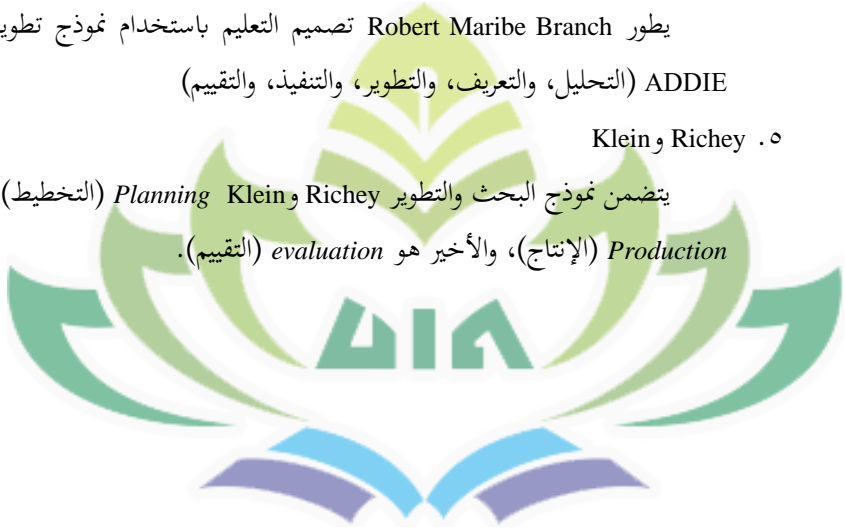 يطور Robert Maribe Branch تصميم التعليم باستخدام نموذج
ADDIE (التحليل، والتعريف، والتطوير، والتنفيذ، والتقييم)
٥. Richey وKlein
يتضمن نموذج البحث والتطوير Richey وKlein Planning (التخطيط)
Production (الإنتاج)، والأخير هو evaluation (التقييم).
UIN